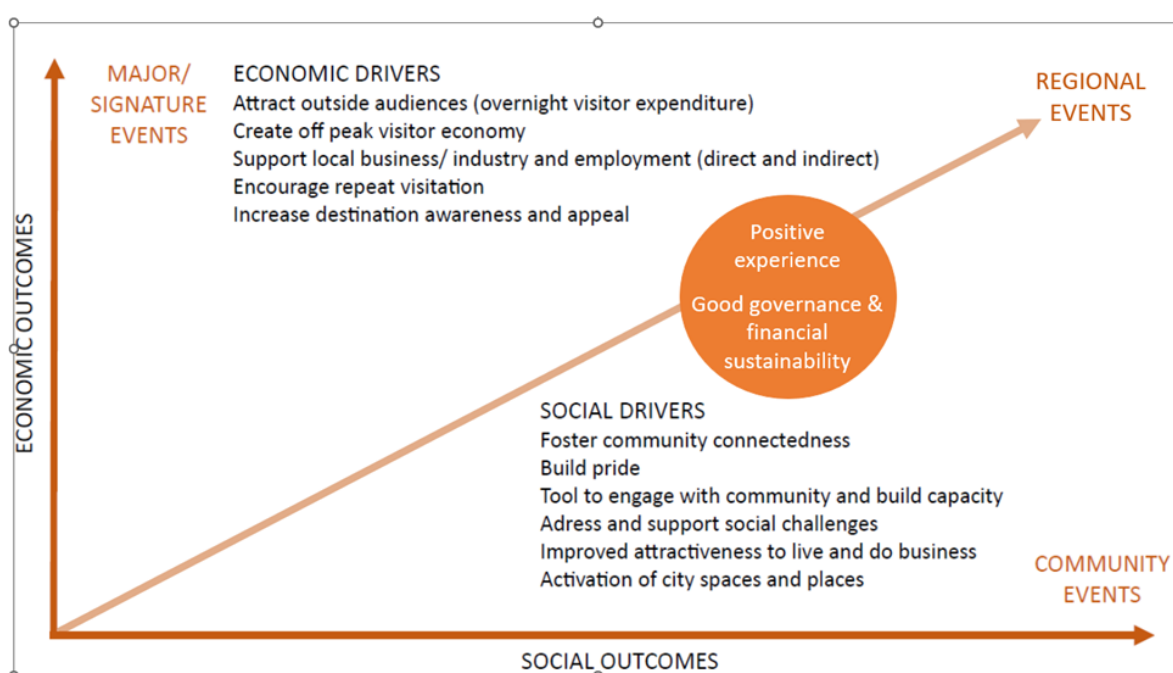 MAJOR/
SIGNATURE
EVENTS
ECONOMIC DRIVERS
Attract outside audiences (overnight visitor expenditure)
Create off peak visitor economy
Support local business/ industry and employment (direct and indirect)
Encourage repeat visitation
Increase destination awareness and appeal
REGIONAL
EVENTS
ECONOMIC OUTCOMES
Positive
experience
Good governance &
financial
sustainability
SOCIAL DRIVERS
Foster community connectedness
Build pride
Tool to engage with community and build capacity
Adress and support social challenges
Improved attractiveness to live and do business
Activation of city spaces and places
COMMUNITY
EVENTS
SOCIAL OUTCOMES